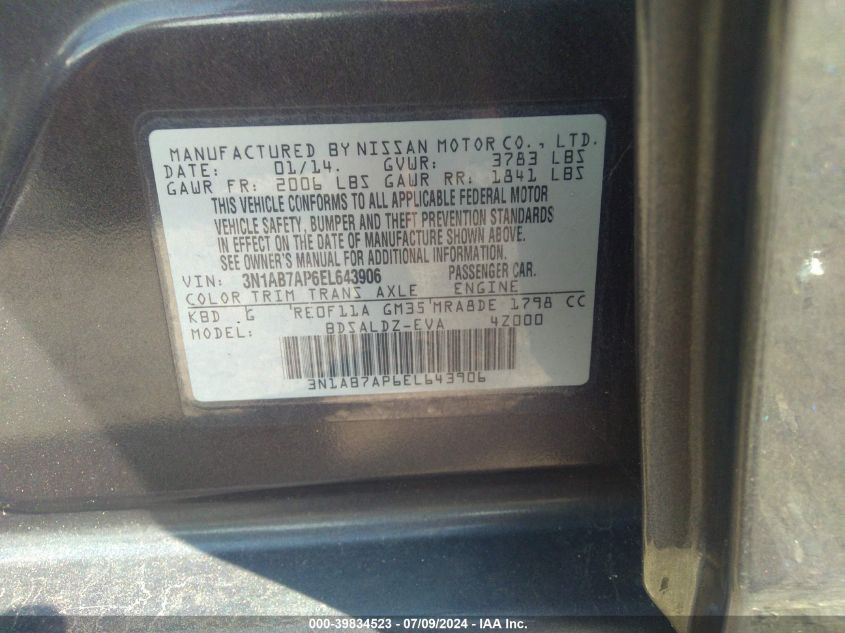 MANUFACTURED BY NISSAN MOTOR CO., LTD.
DATE: 01/14. GVWR: 3783 LBS
GAWR FR: 2006 LBS GAWR RR: 1841 LBS
THIS VEHICLE CONFORMS TO ALL APPLICABLE FEDERAL MOTOR
VEHICLE SAFETY, BUMPER AND THEFT PREVENTION STANDARDS
IN EFFECT ON THE DATE OF MANUFACTURE SHOWN ABOVE.
SEE OWNER'S MANUAL FOR ADDITIONAL INFORMATION.
VIN: 3N1AB7AP6EL643906 PASSENGER CAR.
COLOR TRIM TRANS AXLE ENGINE
KBD G RE0F11A GM35 MRA8DE 1798 CC
MODEL: BDSALDZ-EVA 4Z000
3N1AB7AP6EL643906
000-39834523 - 07/09/2024 - IAA Inc.